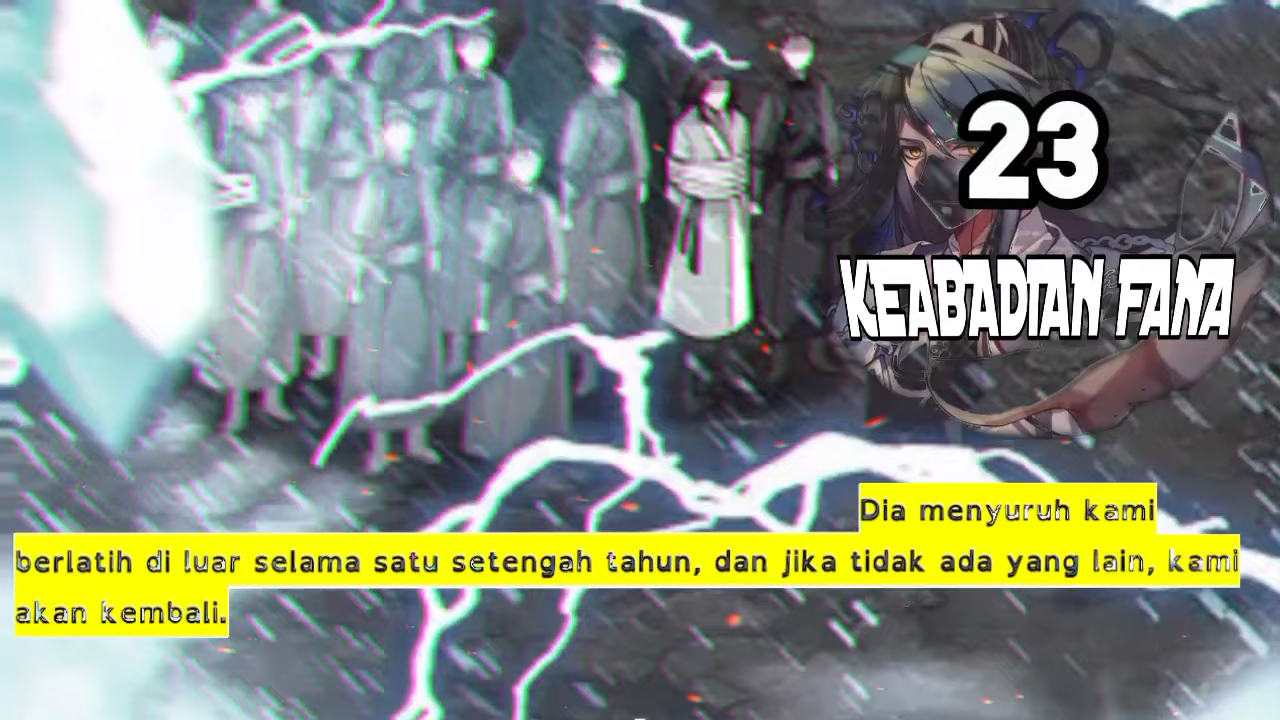 23
KEABADIAN FANA
Dia menyuruh kami
berlatih di luar selama satu setengah tahun, dan jika tidak ada yang lain, kami
akan kembali.